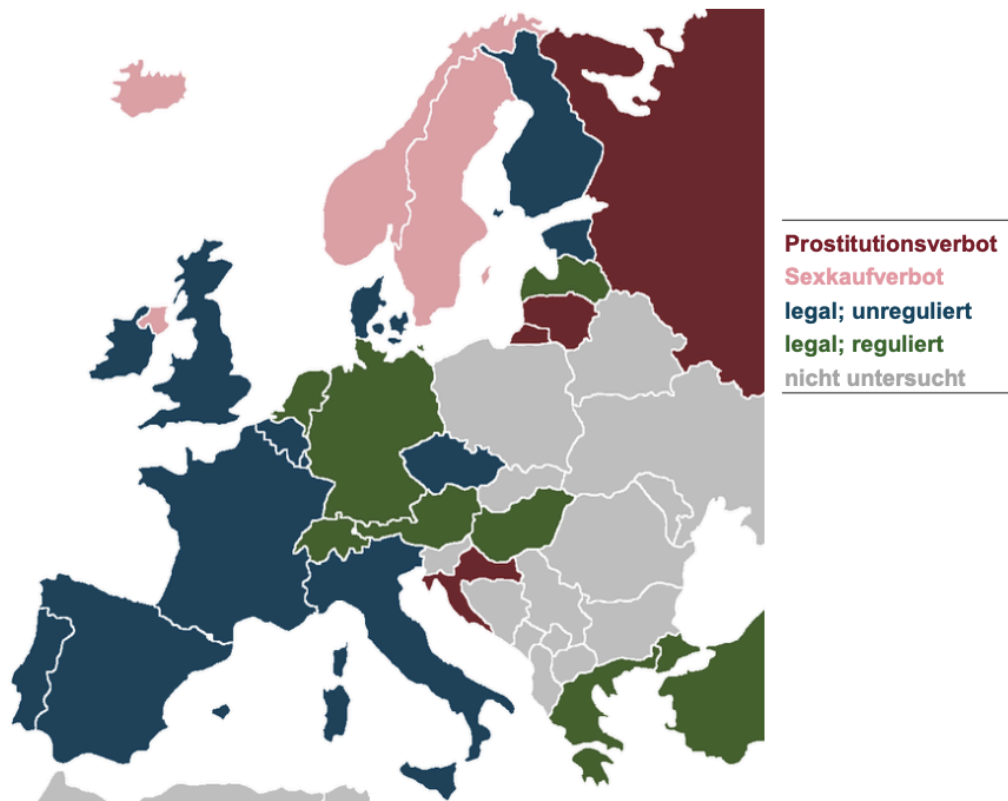 Prostitutionsverbot
Sexkaufverbot
legal; unreguliert
legal; reguliert
nicht untersucht